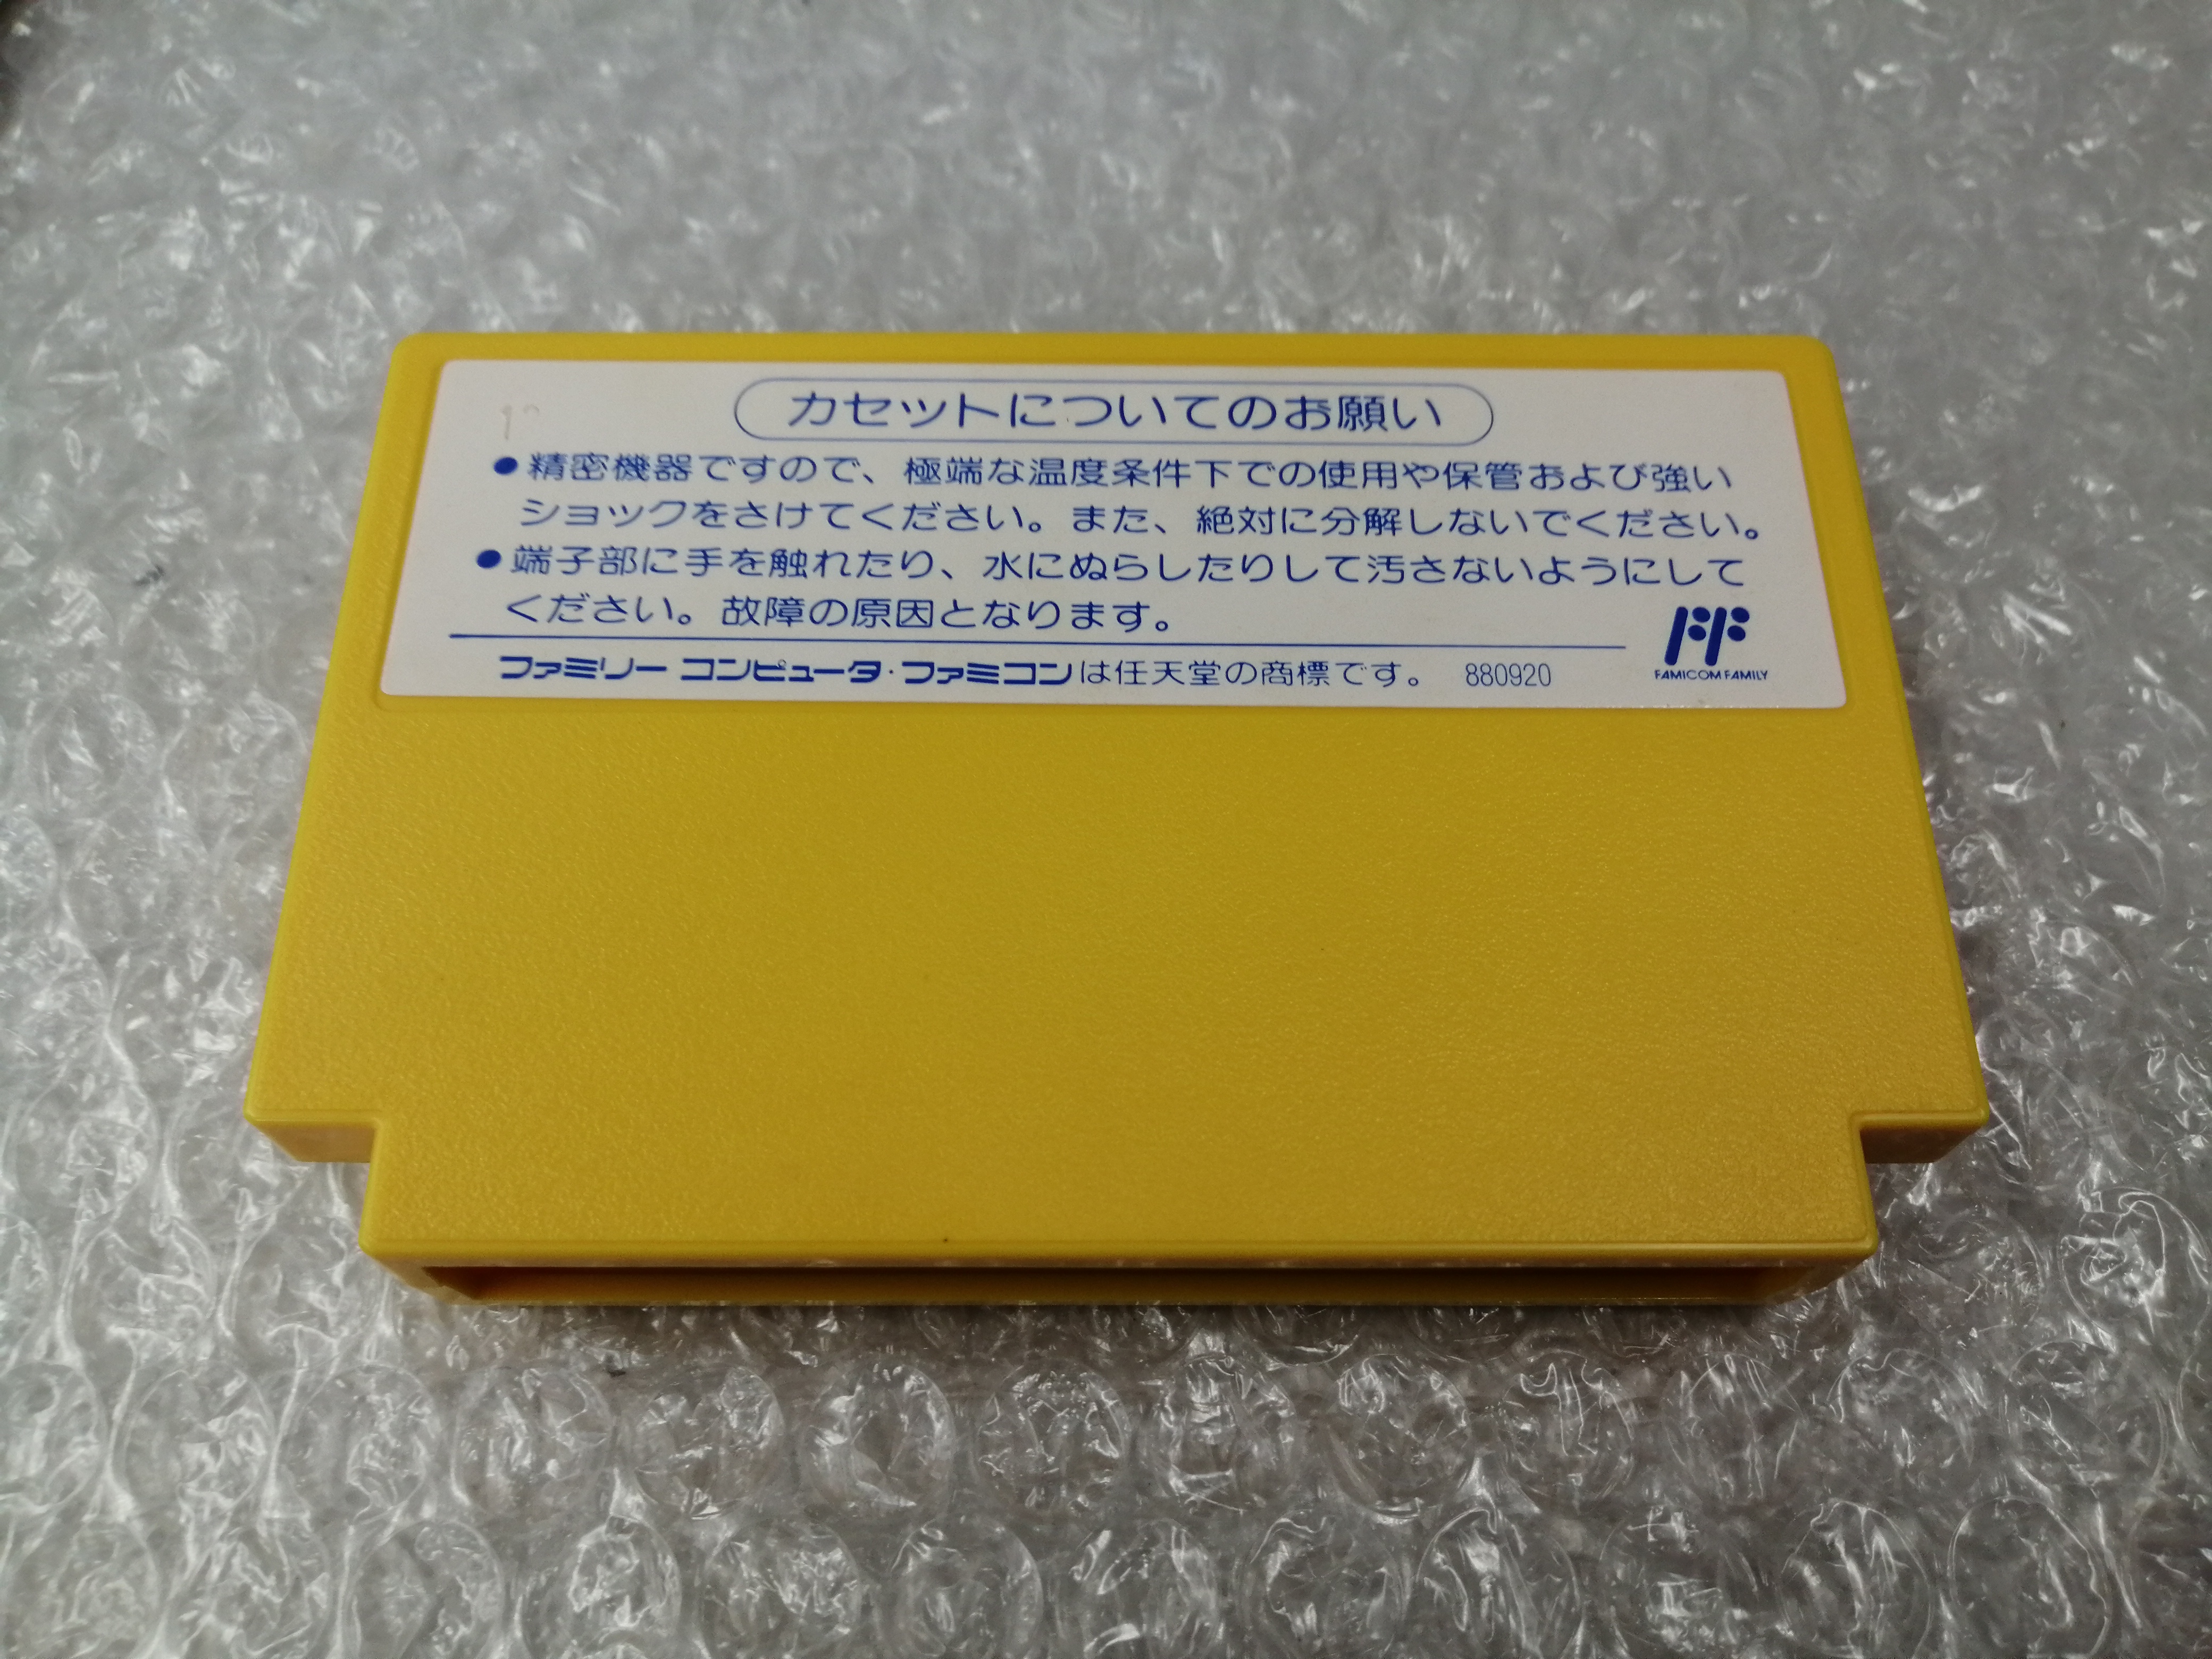 カセットについてのお願い
●精密機器ですので、極端な温度条件下での使用や保管および強い
ショックをさけてください。また、絶対に分解しないでください。
●端子部に手を触れたり、水にぬらしたりして汚さないようにして
ください。故障の原因となります。
ファミリー コンピュータ・ファミコンは任天堂の商標です。 880920
FAMICOM FAMILY